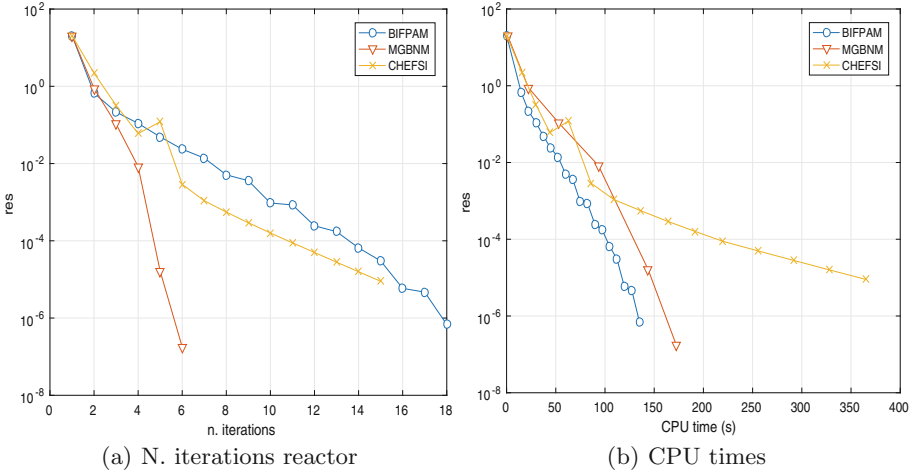 10^2
10^0
10^-2
10^-4
10^-6
10^-8
res
0 2 4 6 8 10 12 14 16 18
n. iterations
BIFPAM
MGBNM
CHEFSI
(a) N. iterations reactor
10^2
10^0
10^-2
10^-4
10^-6
10^-8
res
0 50 100 150 200 250 300 350 400
CPU time (s)
BIFPAM
MGBNM
CHEFSI
(b) CPU times